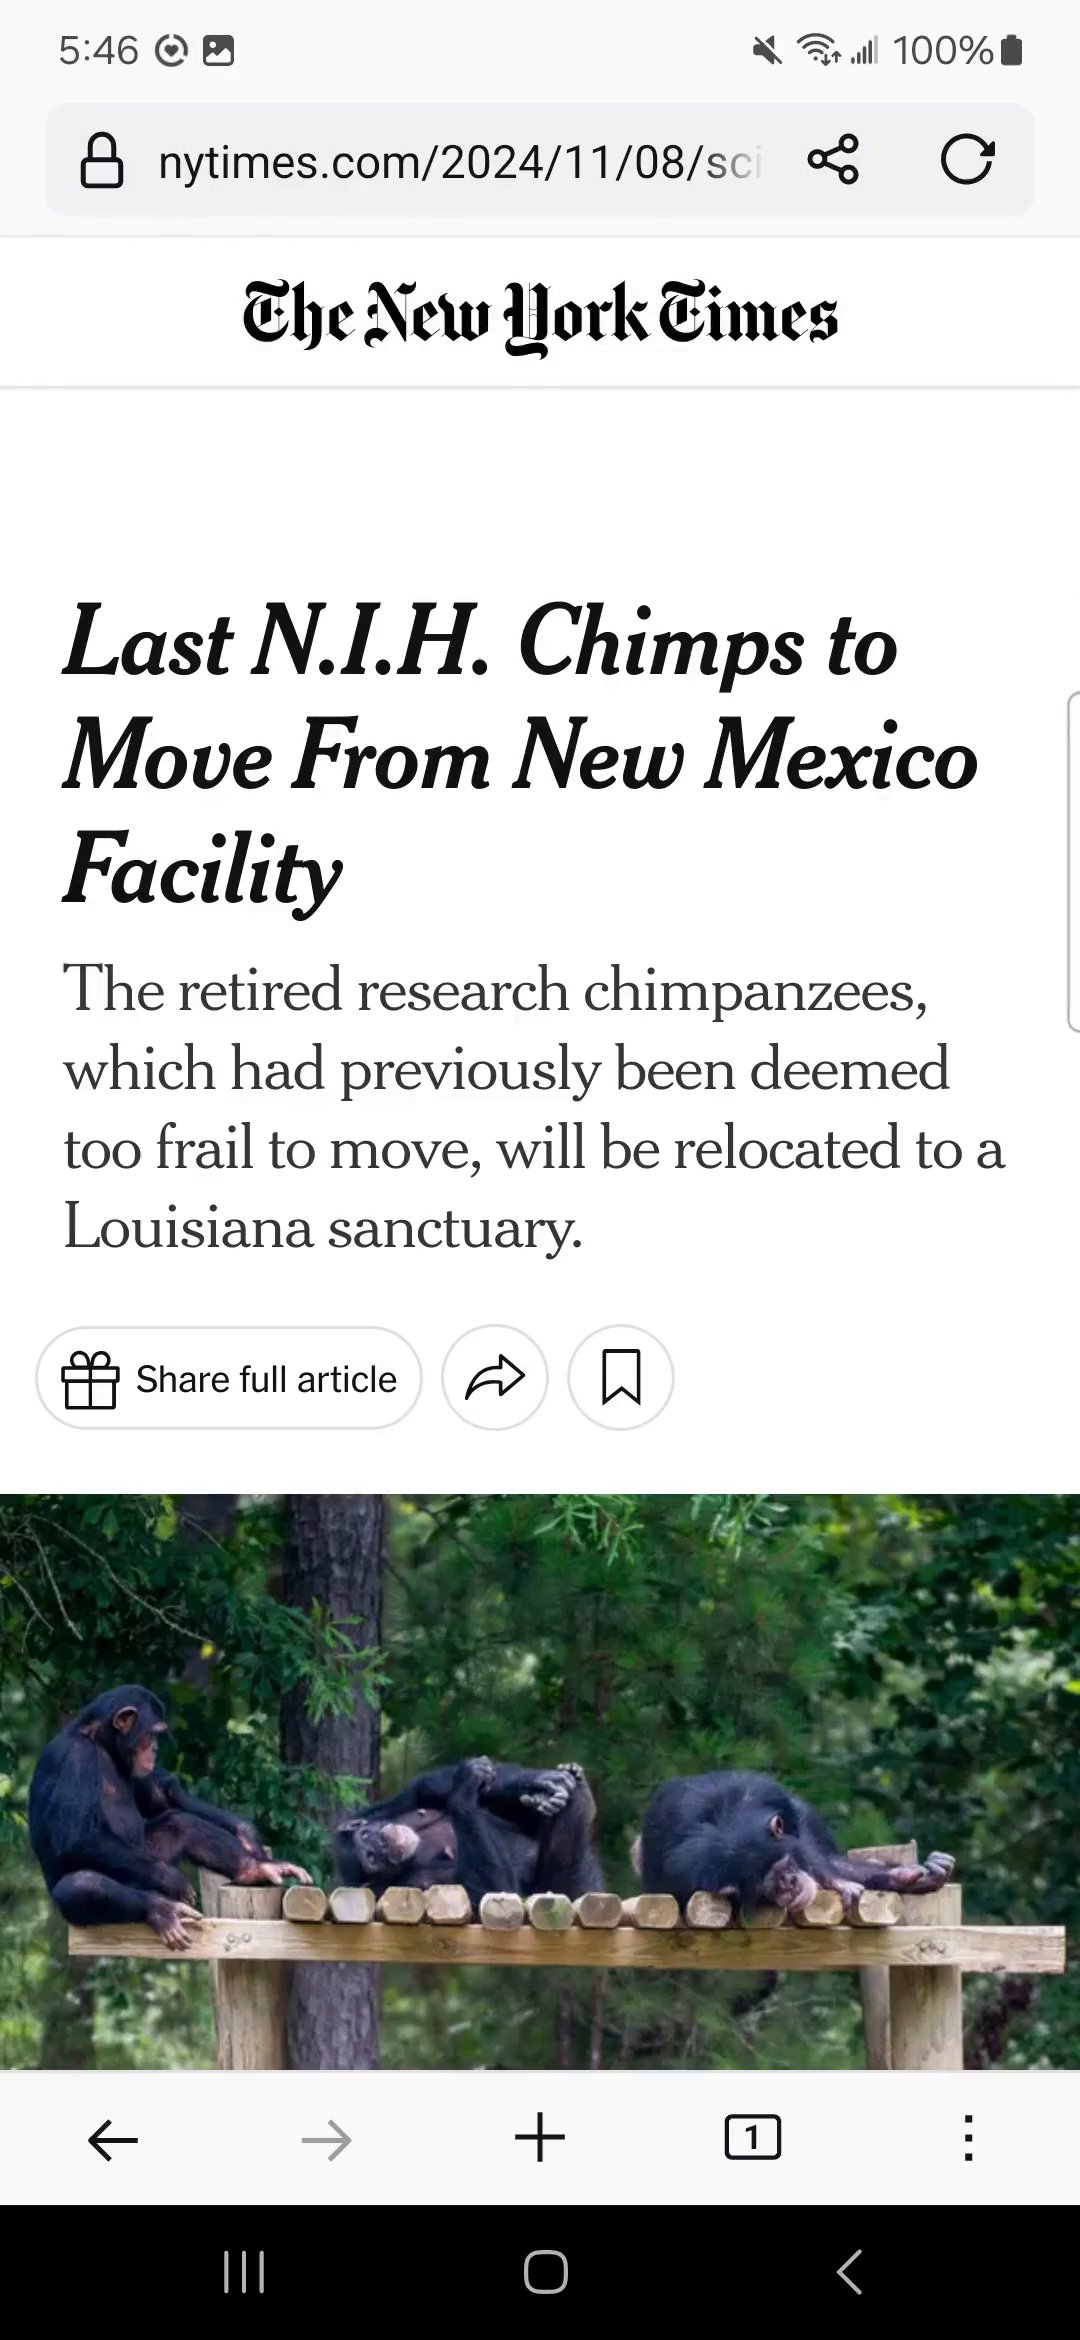 5:46 100%
nytimes.com/2024/11/08/sci
The New York Times
Last N.I.H. Chimps to
Move From New Mexico
Facility
The retired research chimpanzees,
which had previously been deemed
too frail to move, will be relocated to a
Louisiana sanctuary.
Share full article
1